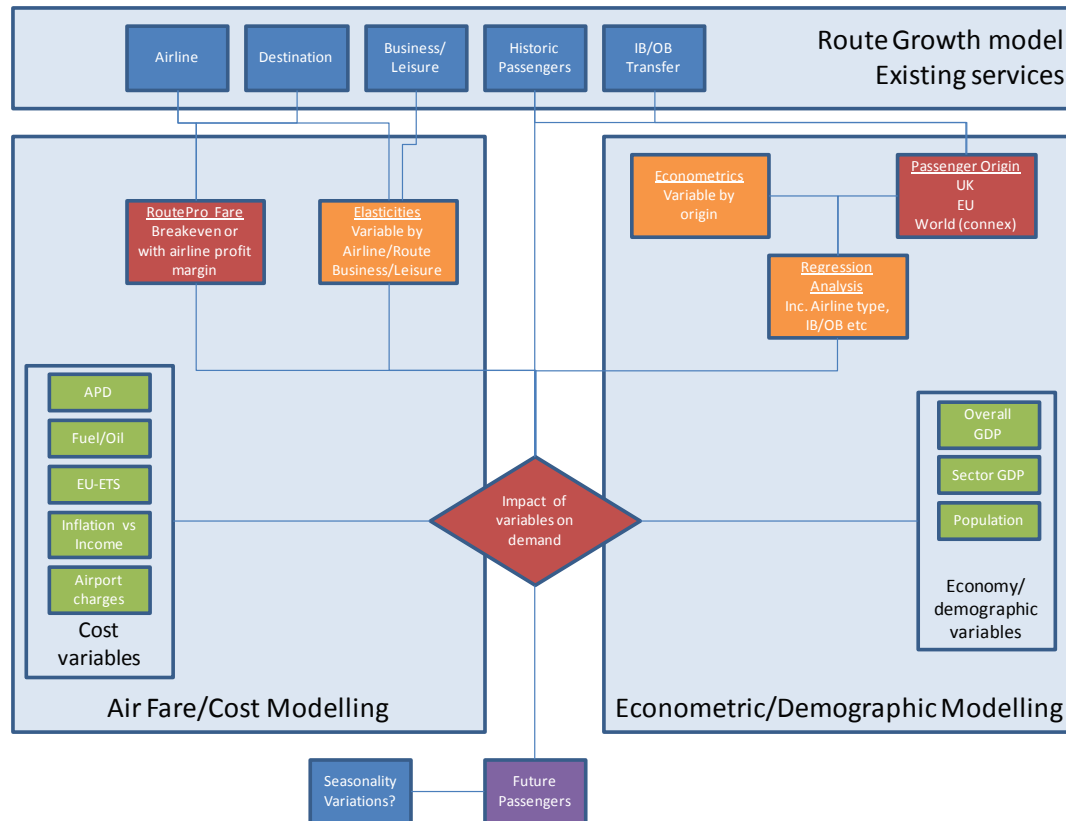 Route Growth model
Existing services
Airline
Destination
Business/
Leisure
Historic
Passengers
IB/OB
Transfer
RoutePro Fare
Breakeven or
with airline profit
margin
Elasticities
Variable by
Airline/Route
Business/Leisure
Econometrics
Variable by
origin
Passenger Origin
UK
EU
World (connex)
Regression
Analysis
Inc. Airline type,
IB/OB etc
APD
Fuel/Oil
EU-ETS
Inflation vs
Income
Airport
charges
Cost
variables
Impact of
variables on
demand
Overall
GDP
Sector GDP
Population
Economy/
demographic
variables
Air Fare/Cost Modelling
Econometric/Demographic Modelling
Seasonality
Variations?
Future
Passengers